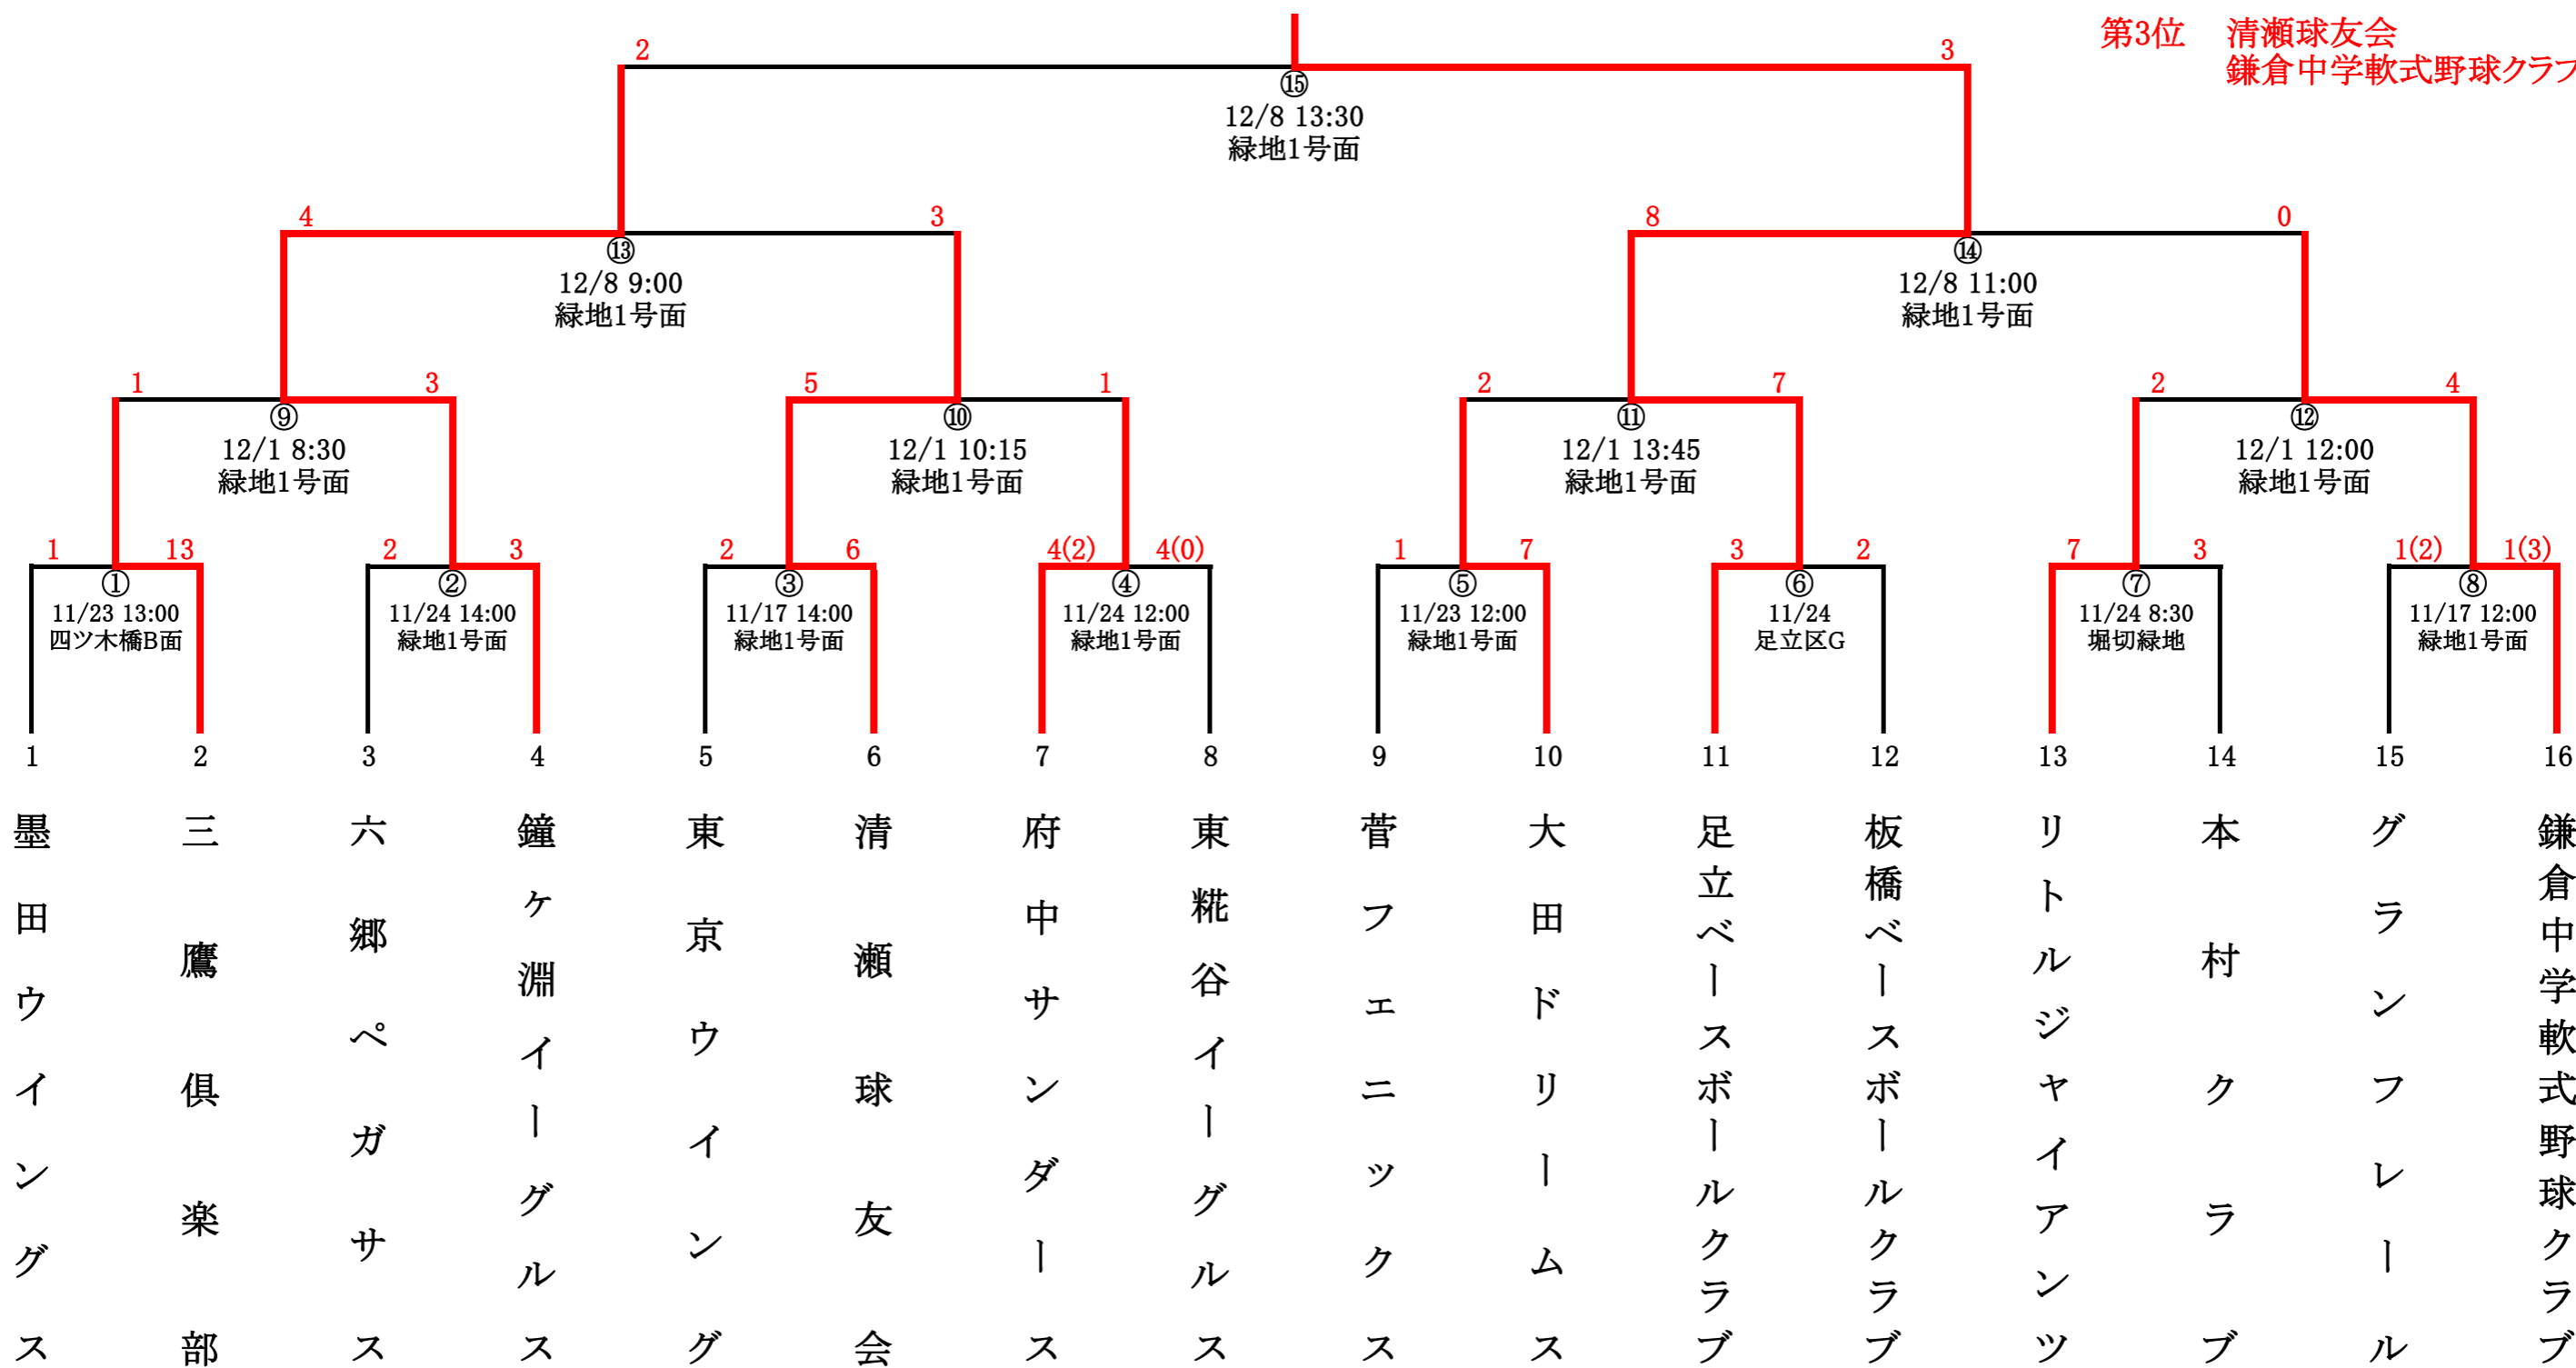 第3位 清瀬球友会
鎌倉中学軟式野球クラブ
2 3
⑮
12/8 13:30
緑地1号面
4 3 8 0
⑬ ⑭
12/8 9:00 12/8 11:00
緑地1号面 緑地1号面
1 3 5 1 2 7 2 4
⑨ ⑩ ⑪ ⑫
12/1 8:30 12/1 10:15 12/1 13:45 12/1 12:00
緑地1号面 緑地1号面 緑地1号面 緑地1号面
1 13 2 3 2 6 4(2) 4(0) 1 7 3 2 7 3 1(2) 1(3)
① ② ③ ④ ⑤ ⑥ ⑦ ⑧
11/23 13:00 11/24 14:00 11/17 14:00 11/24 12:00 11/23 12:00 11/24 11/24 8:30 11/17 12:00
四ツ木橋B面 緑地1号面 緑地1号面 緑地1号面 緑地1号面 足立区G 堀切緑地 緑地1号面
1 2 3 4 5 6 7 8 9 10 11 12 13 14 15 16
墨田ウイングス
三鷹倶楽部
六郷ペガサス
鐘ヶ淵イーグルス
東京ウイング
清瀬球友会
府中サンダース
東糀谷イーグルス
菅フェニックス
大田ドリームス
足立ベースボールクラブ
板橋ベースボールクラブ
リトルジャイアンツ
本村クラブ
グランフレール
鎌倉中学軟式野球クラブ